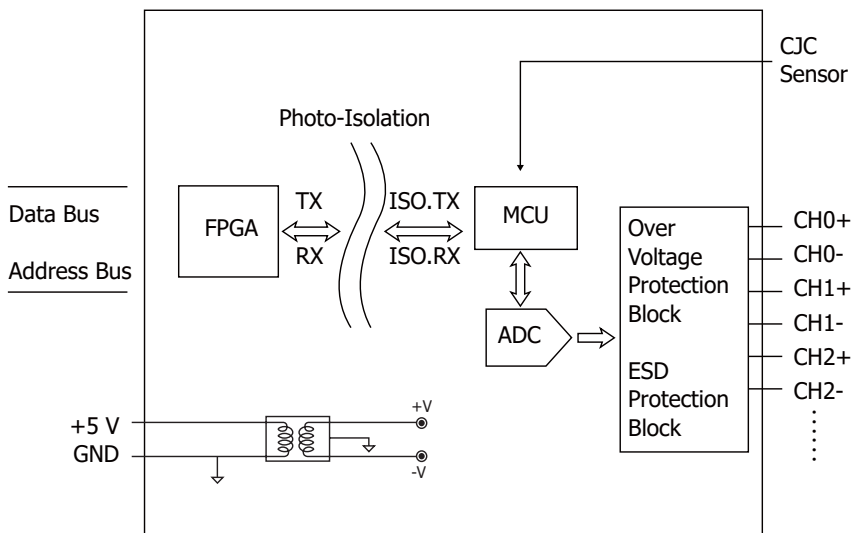 CJC
Sensor
Photo-Isolation
Data Bus
Address Bus
FPGA
TX
RX
ISO.TX
ISO.RX
MCU
ADC
Over
Voltage
Protection
Block
ESD
Protection
Block
CH0+
CH0-
CH1+
CH1-
CH2+
CH2-
+5 V
GND
+V
-V